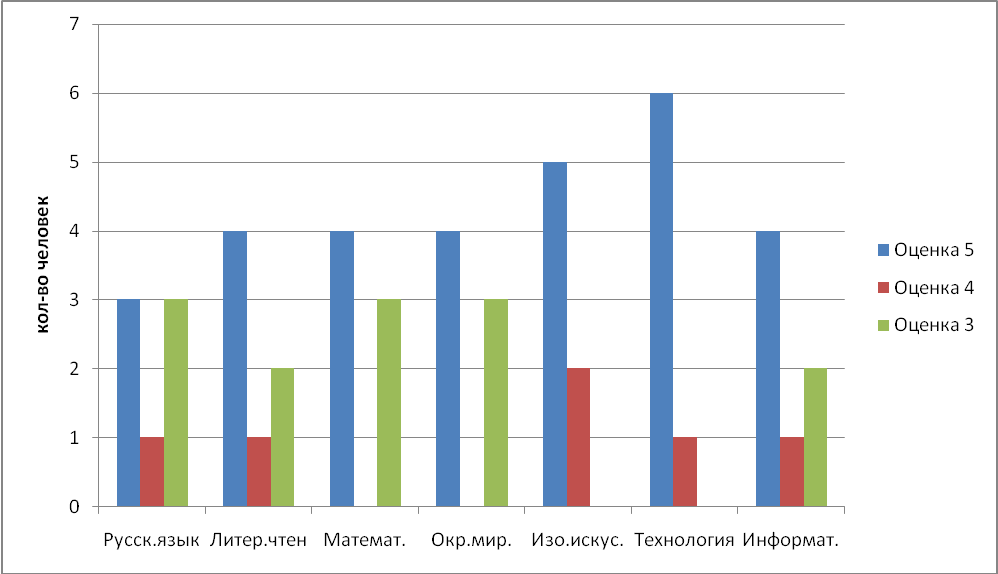 7
6
5
4
3
2
1
0
кол-во человек
Русск.язык Литер.чтен Математ. Окр.мир. Изо.искус. Технология Информат.
Оценка 5
Оценка 4
Оценка 3